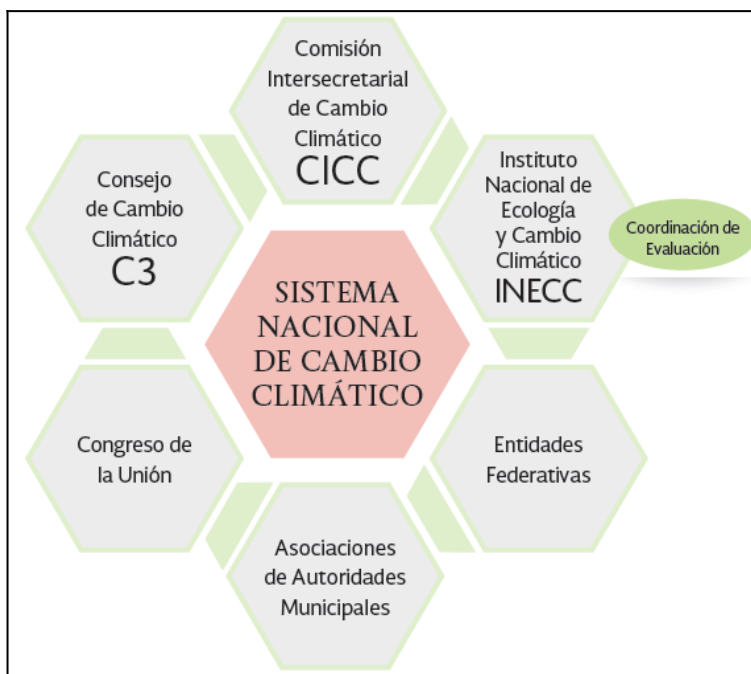 Comisión
Intersecretarial
de Cambio
Climático
CICC
Instituto
Nacional de
Ecología
y Cambio
Climático
INECC
Coordinación de
Evaluación
Consejo
de Cambio
Climático
C3
SISTEMA
NACIONAL
DE CAMBIO
CLIMÁTICO
Congreso de
la Unión
Entidades
Federativas
Asociaciones
de Autoridades
Municipales